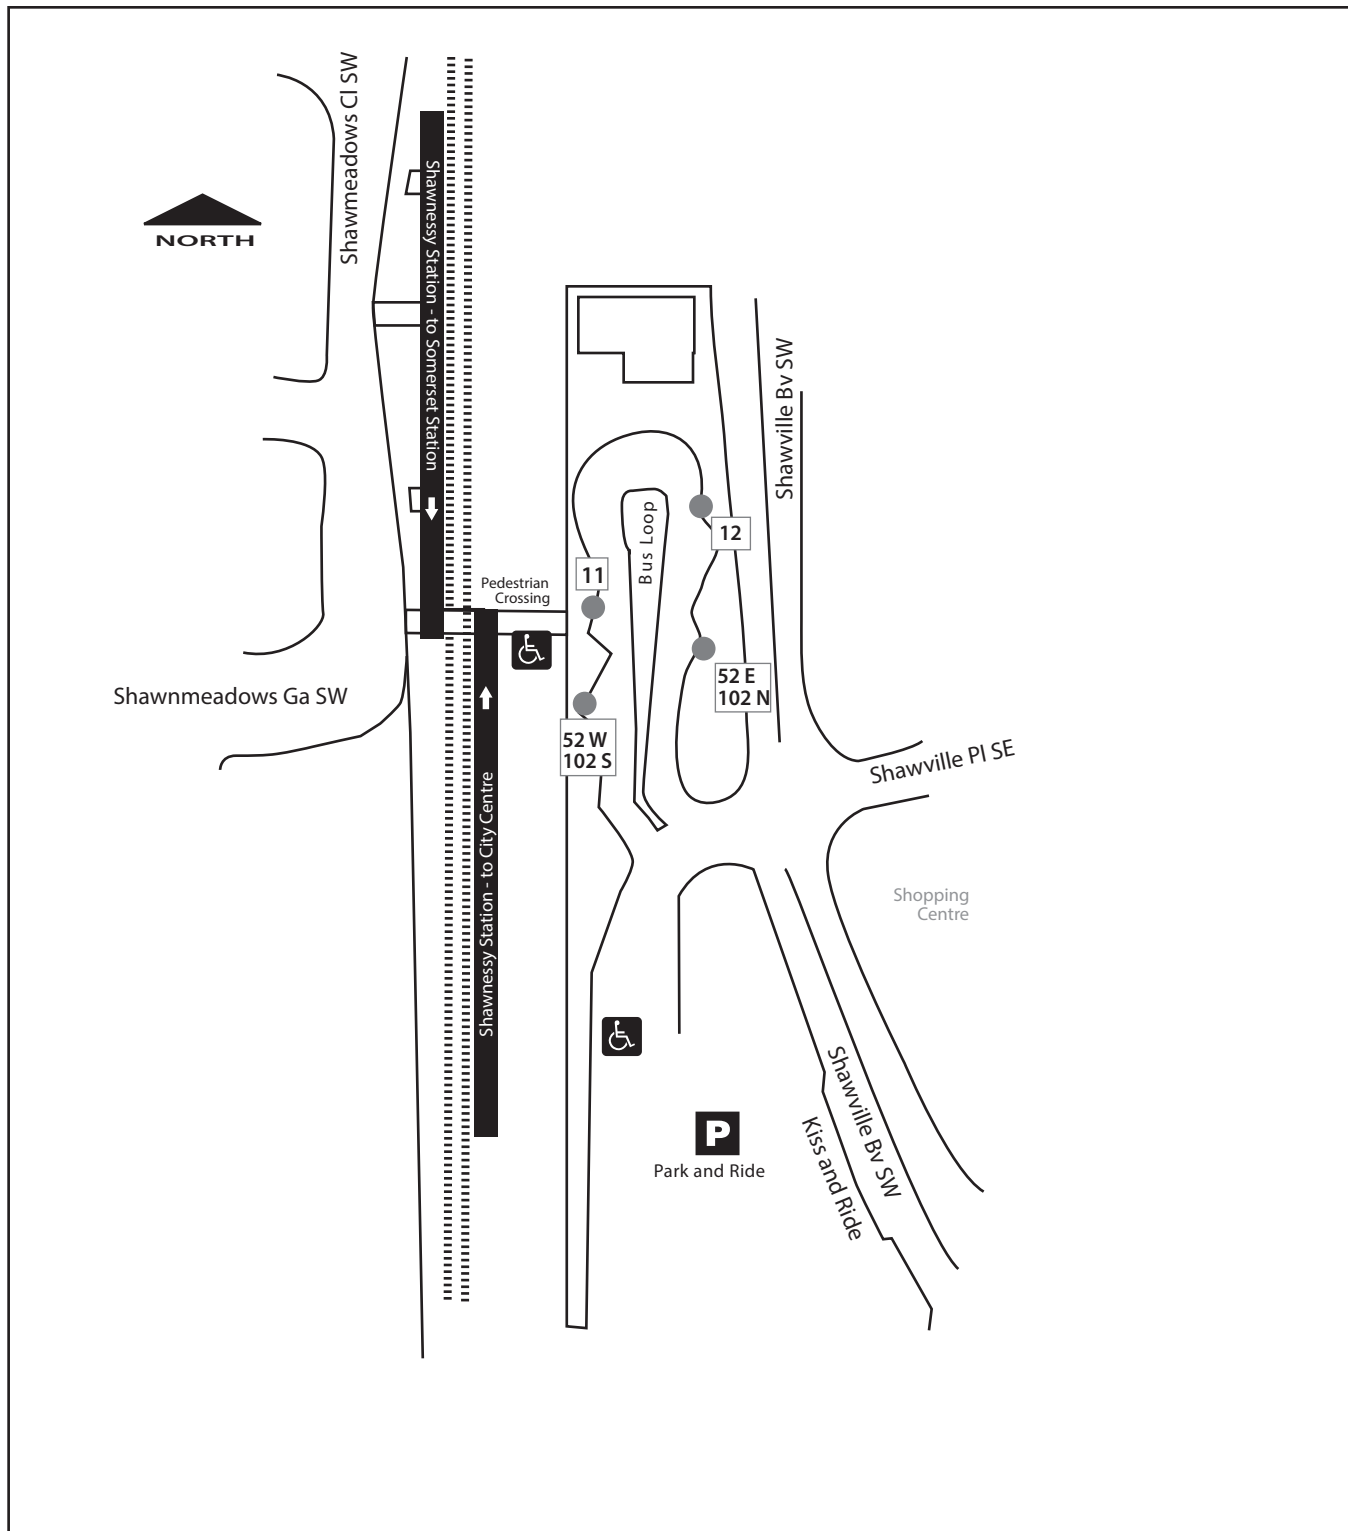 Shawmeadows Cl SW
NORTH
Shawnessy Station - to Somerset Station
Shawville Bv SW
Bus Loop
12
11
Pedestrian
Crossing
52 E
102 N
Shawnmeadows Ga SW
52 W
102 S
Shawville Pl SE
Shawnessy Station - to City Centre
Shopping
Centre
Shawville Bv SW
Kiss and Ride
P
Park and Ride